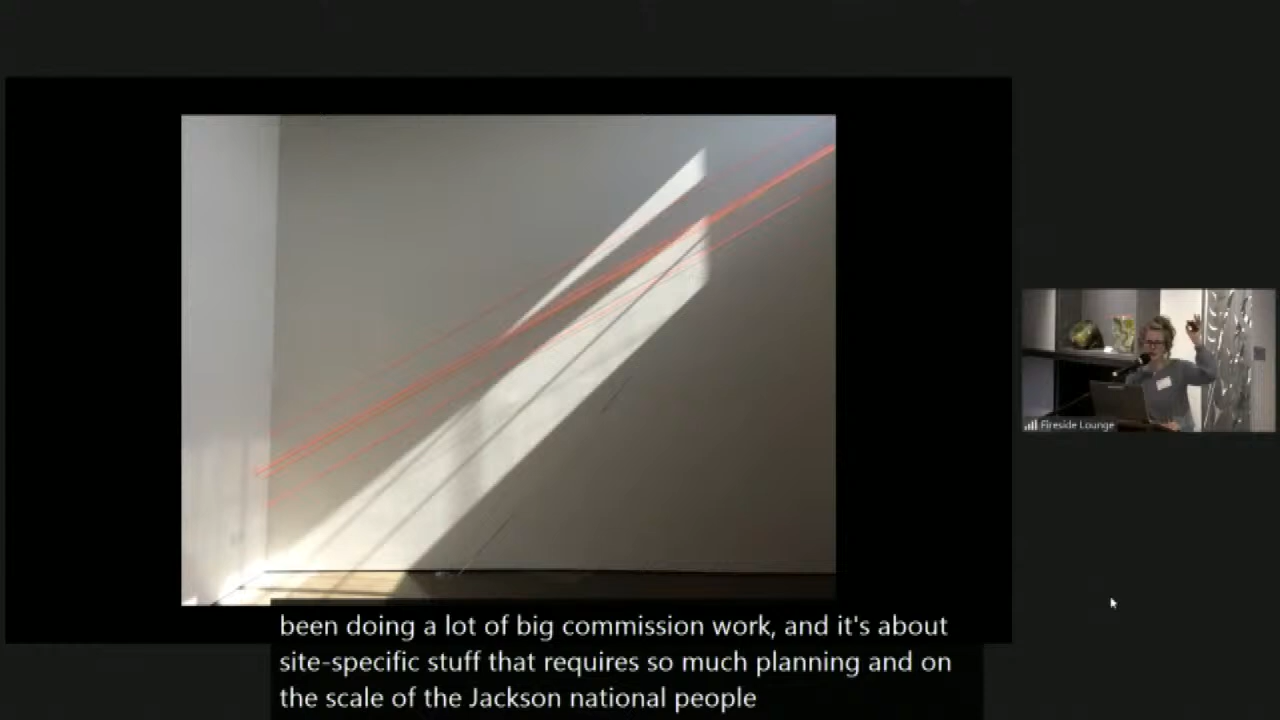 Fireside Lounge
been doing a lot of big commission work, and it's about
site-specific stuff that requires so much planning and on
the scale of the Jackson national people